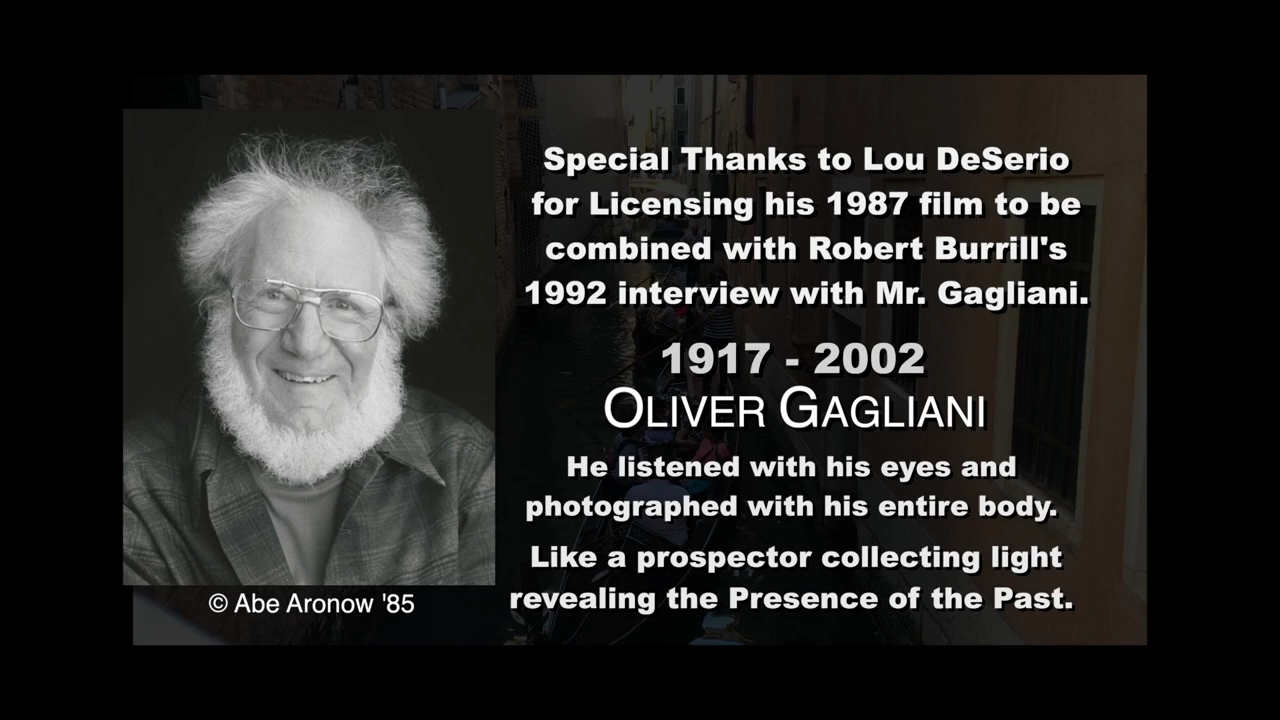 Special Thanks to Lou DeSerio
for Licensing his 1987 film to be
combined with Robert Burrill's
1992 interview with Mr. Gagliani.
1917 - 2002
OLIVER GAGLIANI
He listened with his eyes and
photographed with his entire body.
Like a prospector collecting light
revealing the Presence of the Past.
© Abe Aronow '85